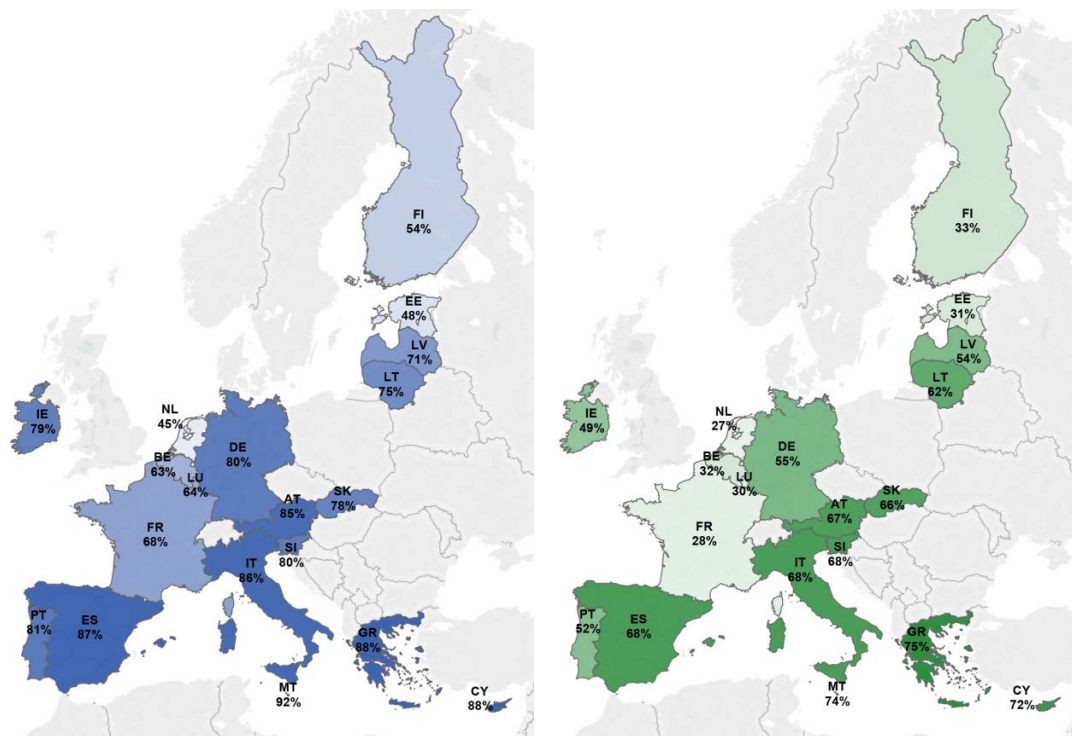 FI
54%
EE
48%
LV
71%
LT
75%
IE
79%
NL
45%
DE
80%
BE
63%
LU
64%
SK
78%
AT
85%
FR
68%
SI
80%
IT
86%
PT
81%
ES
87%
GR
88%
MT
92%
CY
88%
FI
33%
EE
31%
LV
54%
LT
62%
IE
49%
NL
27%
DE
55%
BE
32%
LU
30%
SK
66%
AT
67%
FR
28%
SI
68%
IT
68%
PT
52%
ES
68%
GR
75%
MT
74%
CY
72%